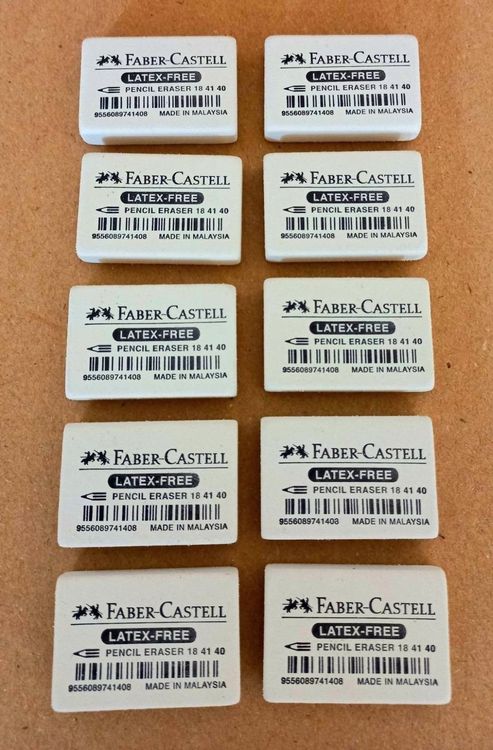 FABER-CASTELL
LATEX-FREE
PENCIL ERASER 18 41 40
9556089741408 MADE IN MALAYSIA
FABER-CASTELL
LATEX-FREE
PENCIL ERASER 18 41 40
9556089741408 MADE IN MALAYSIA
FABER-CASTELL
LATEX-FREE
PENCIL ERASER 18 41 40
9556089741408 MADE IN MALAYSIA
FABER-CASTELL
LATEX-FREE
PENCIL ERASER 18 41 40
9556089741408 MADE IN MALAYSIA
FABER-CASTELL
LATEX-FREE
PENCIL ERASER 18 41 40
9556089741408 MADE IN MALAYSIA
FABER-CASTELL
LATEX-FREE
PENCIL ERASER 18 41 40
9556089741408 MADE IN MALAYSIA
FABER-CASTELL
LATEX-FREE
PENCIL ERASER 18 41 40
9556089741408 MADE IN MALAYSIA
FABER-CASTELL
LATEX-FREE
PENCIL ERASER 18 41 40
9556089741408 MADE IN MALAYSIA
FABER-CASTELL
LATEX-FREE
PENCIL ERASER 18 41 40
9556089741408 MADE IN MALAYSIA
FABER-CASTELL
LATEX-FREE
PENCIL ERASER 18 41 40
9556089741408 MADE IN MALAYSIA